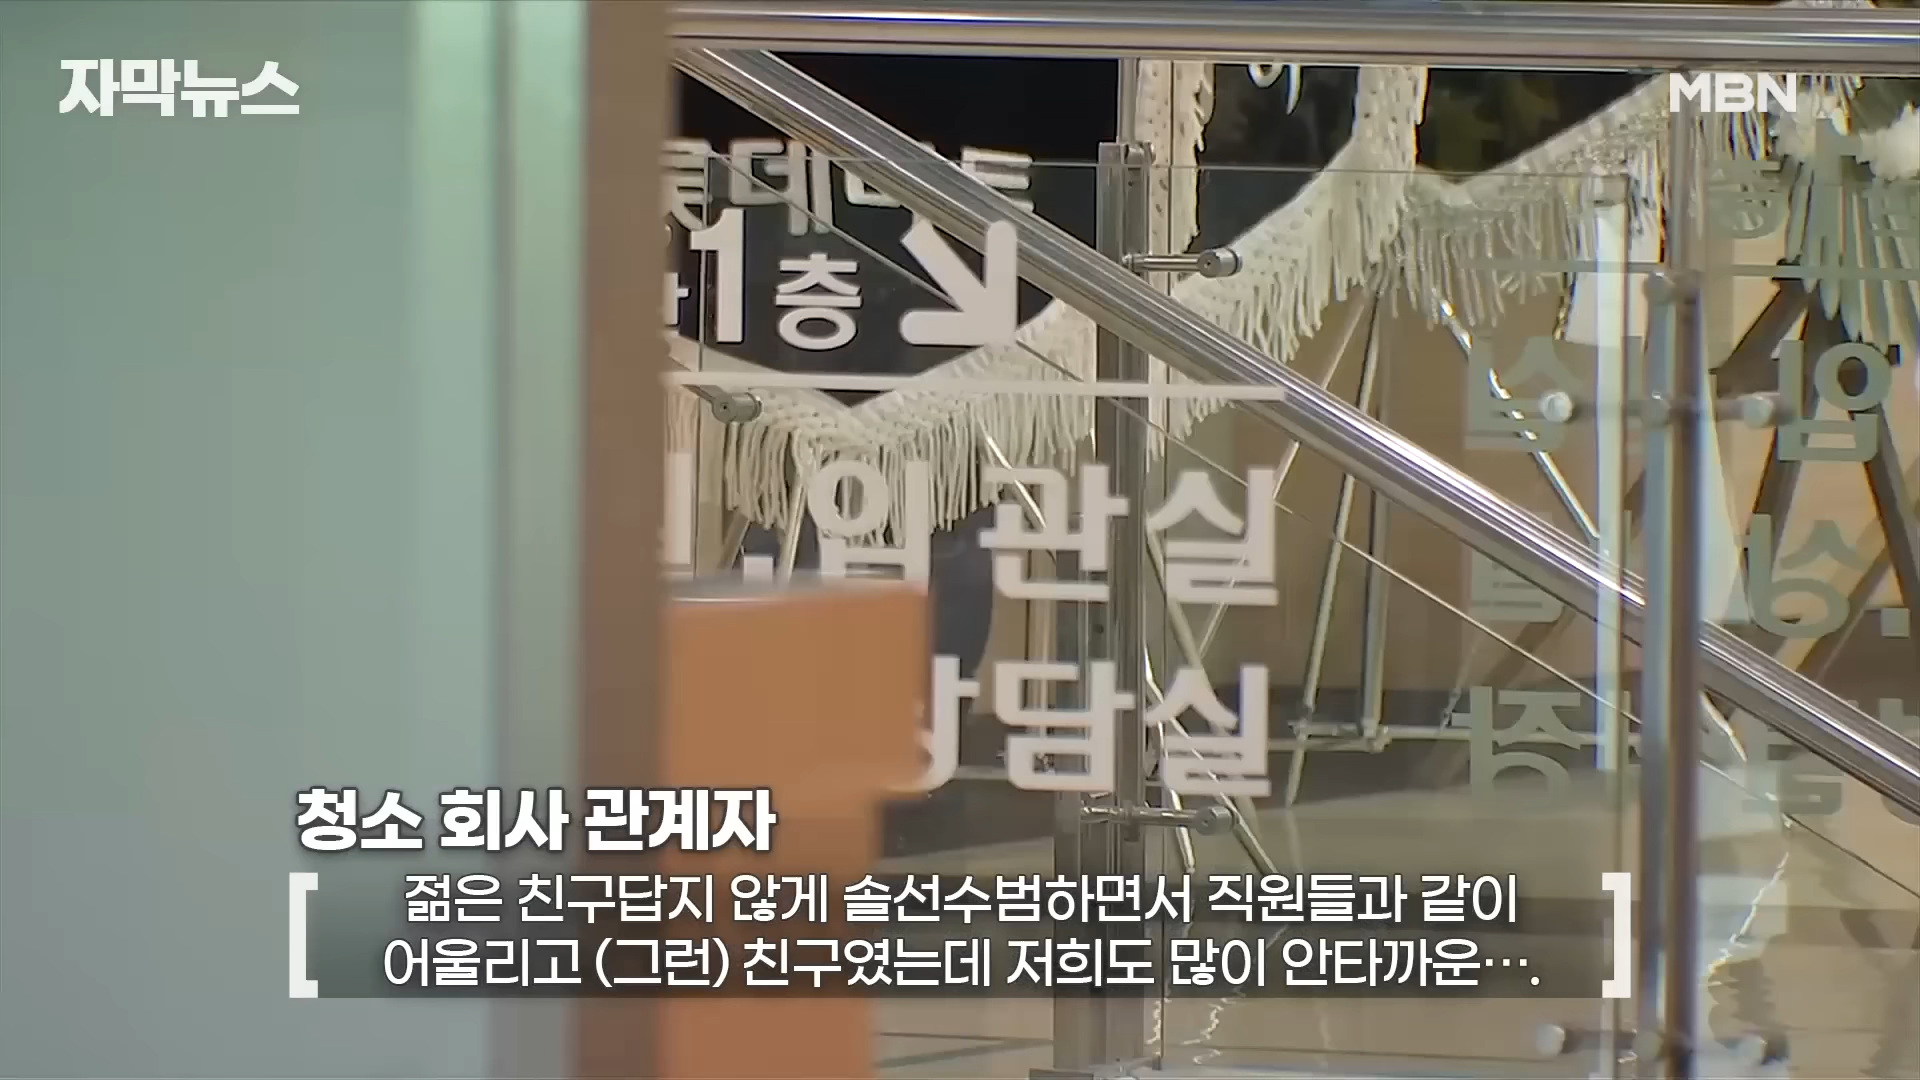 자막뉴스
MBN
1층
입관실
상담실
청소 회사 관계자
젊은 친구답지 않게 솔선수범하면서 직원들과 같이
어울리고 (그런) 친구였는데 저희도 많이 안타까운….